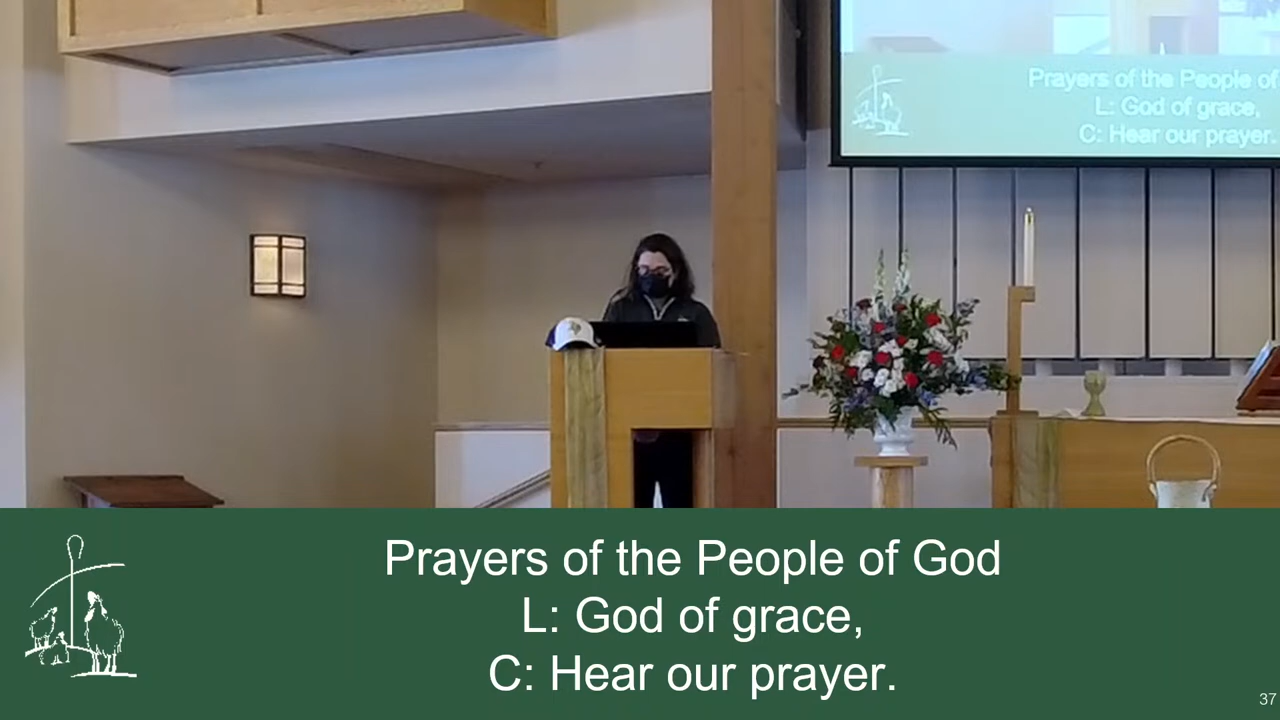 Prayers of the People of
L: God of grace,
C: Hear our prayer.
Prayers of the People of God
L: God of grace,
C: Hear our prayer.
37